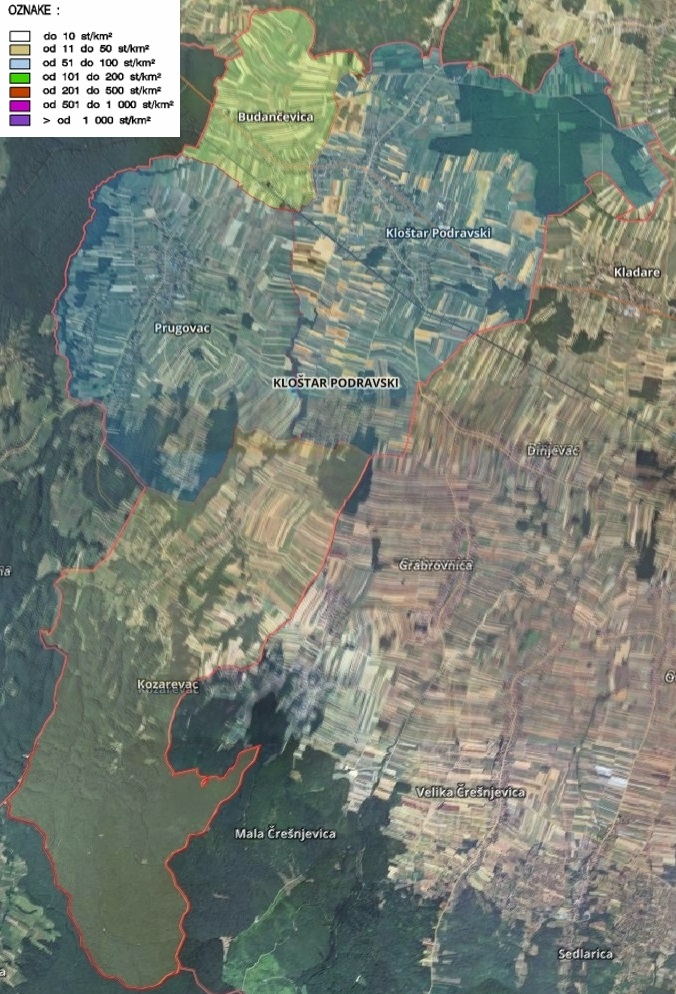 OZNAKE :
do 10 st/km²
od 11 do 50 st/km²
od 51 do 100 st/km²
od 101 do 200 st/km²
od 201 do 500 st/km²
od 501 do 1 000 st/km²
> od 1 000 st/km²
Budančevica
Kloštar Podravski
Kladare
Prugovac
KLOŠTAR PODRAVSKI
Dinjevac
Grabrovnica
Kozarevac
Velika Črešnjevica
Mala Črešnjevica
Sedlarica